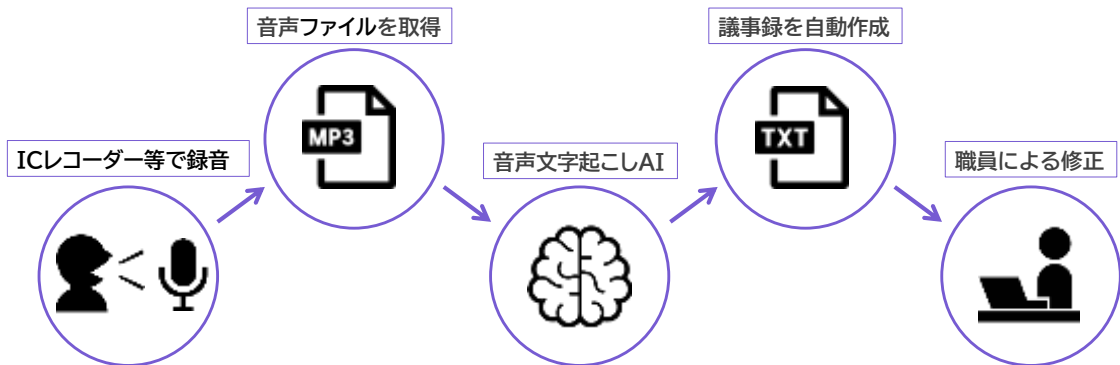 ICレコーダー等で録音
音声ファイルを取得
MP3
音声文字起こしAI
議事録を自動作成
TXT
職員による修正